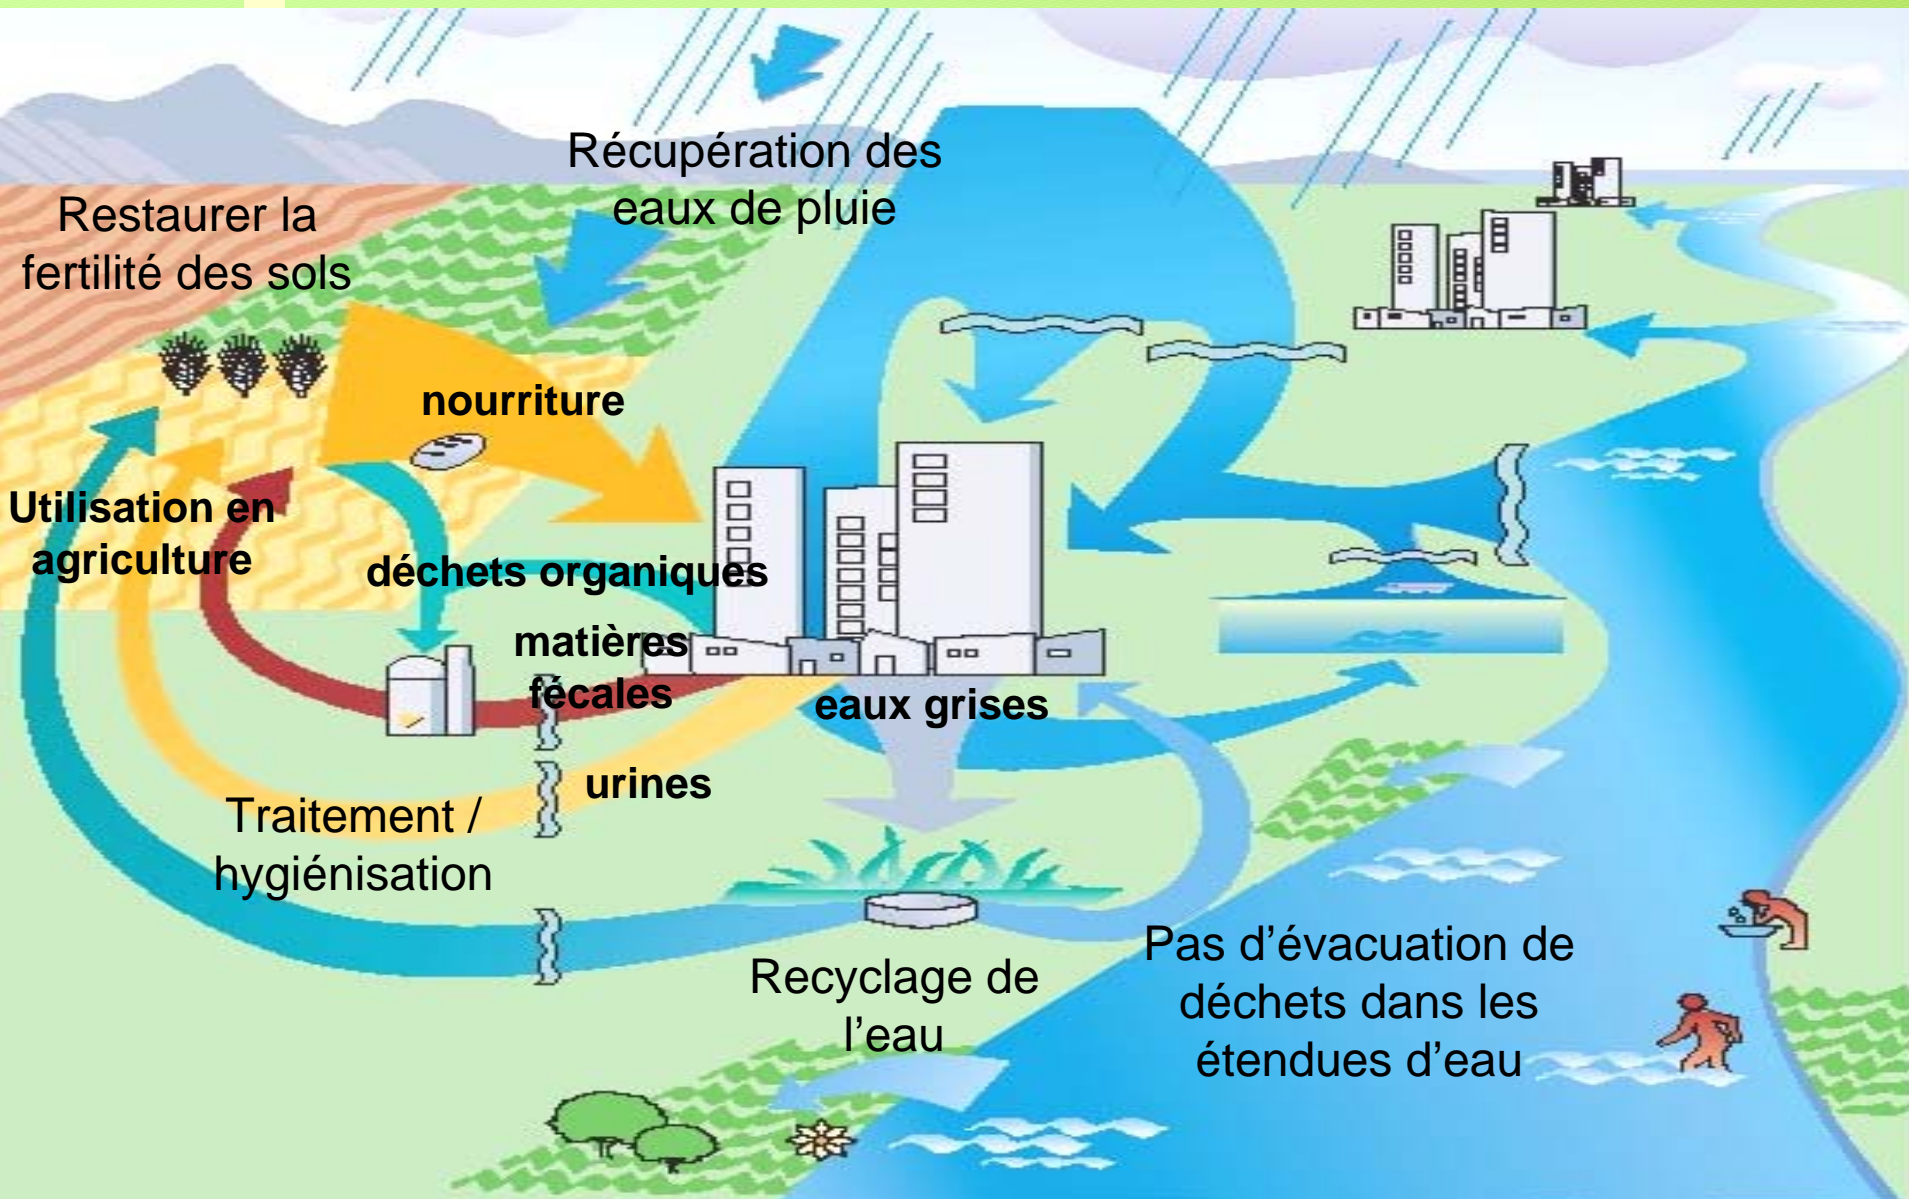 Récupération des
eaux de pluie
Restaurer la
fertilité des sols
nourriture
Utilisation en
agriculture
déchets organiques
matières
fécales
eaux grises
urines
Traitement /
hygiénisation
Recyclage de
l’eau
Pas d’évacuation de
déchets dans les
étendues d’eau